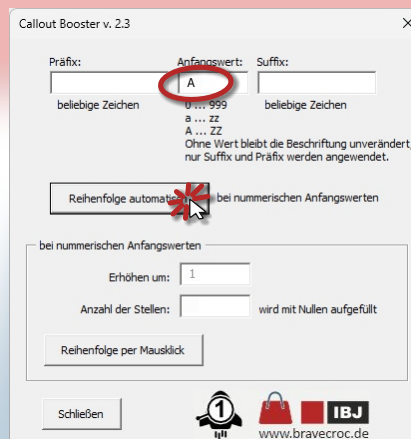 Callout Booster v. 2.3
Präfix: Anfangswert: Suffix:
A
beliebige Zeichen 0 ... 999 beliebige Zeichen
a ... zz
A ... ZZ
Ohne Wert bleibt die Beschriftung unverändert,
nur Suffix und Präfix werden angewendet.
Reihenfolge bei nummerischen Anfangswerten
bei nummerischen Anfangswerten
Erhöhen um: 1
Anzahl der Stellen: wird mit Nullen aufgefüllt
Reihenfolge per Mausklick
Schließen 1 IBJ
www.bravecroc.de